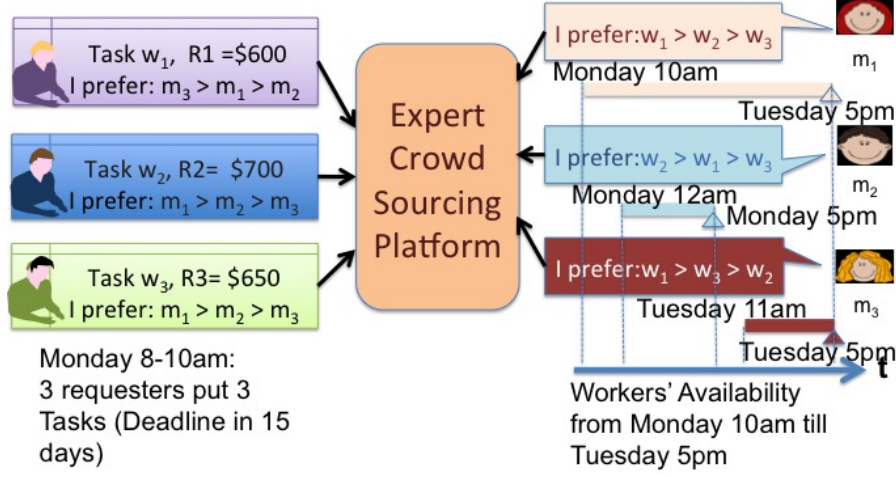 Task w₁, R1 =$600
I prefer: m₃ > m₁ > m₂
Task w₂, R2= $700
I prefer: m₁ > m₂ > m₃
Task w₃, R3= $650
I prefer: m₁ > m₂ > m₃
Monday 8-10am:
3 requesters put 3
Tasks (Deadline in 15
days)
Expert
Crowd
Sourcing
Platform
I prefer:w₁ > w₂ > w₃
m₁
Monday 10am
Tuesday 5pm
I prefer:w₂ > w₁ > w₃
m₂
Monday 12am
Monday 5pm
I prefer:w₁ > w₃ > w₂
m₃
Tuesday 11am
Tuesday 5pm
t
Workers’ Availability
from Monday 10am till
Tuesday 5pm